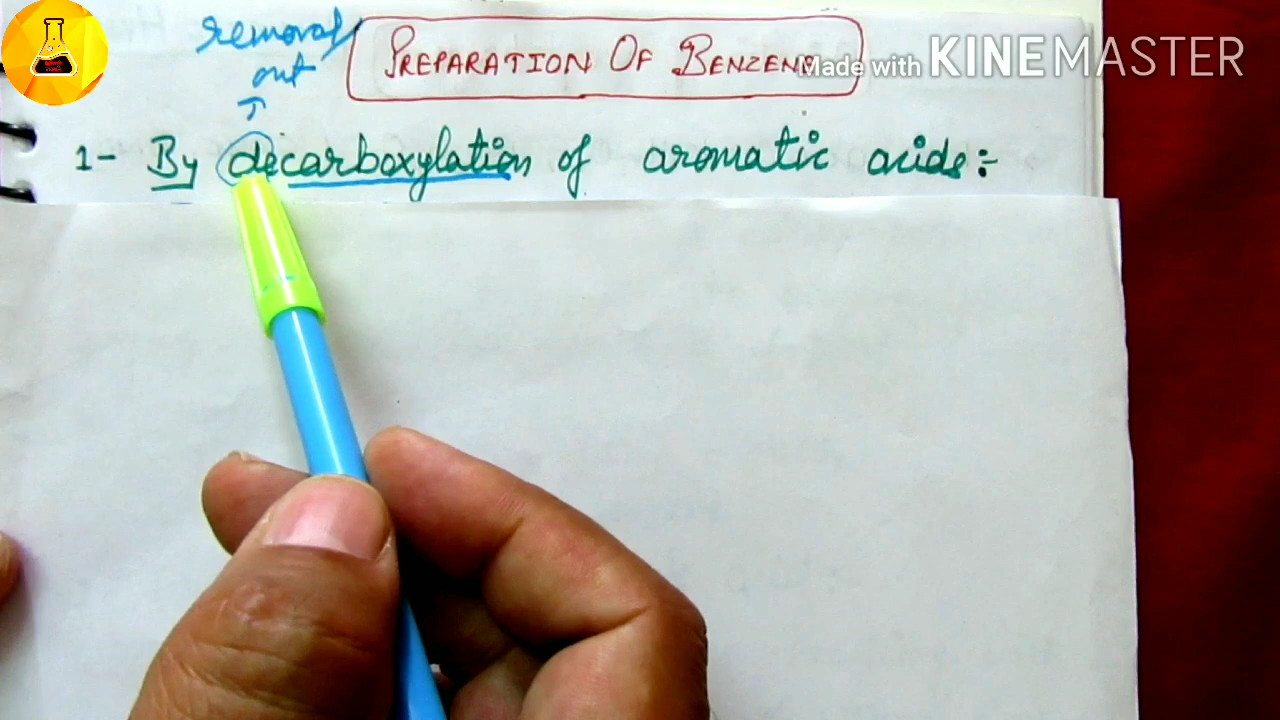 removal
out
PREPARATION OF BENZENE
Made with KINEMASTER
1- By decarboxylation of aromatic acids:-